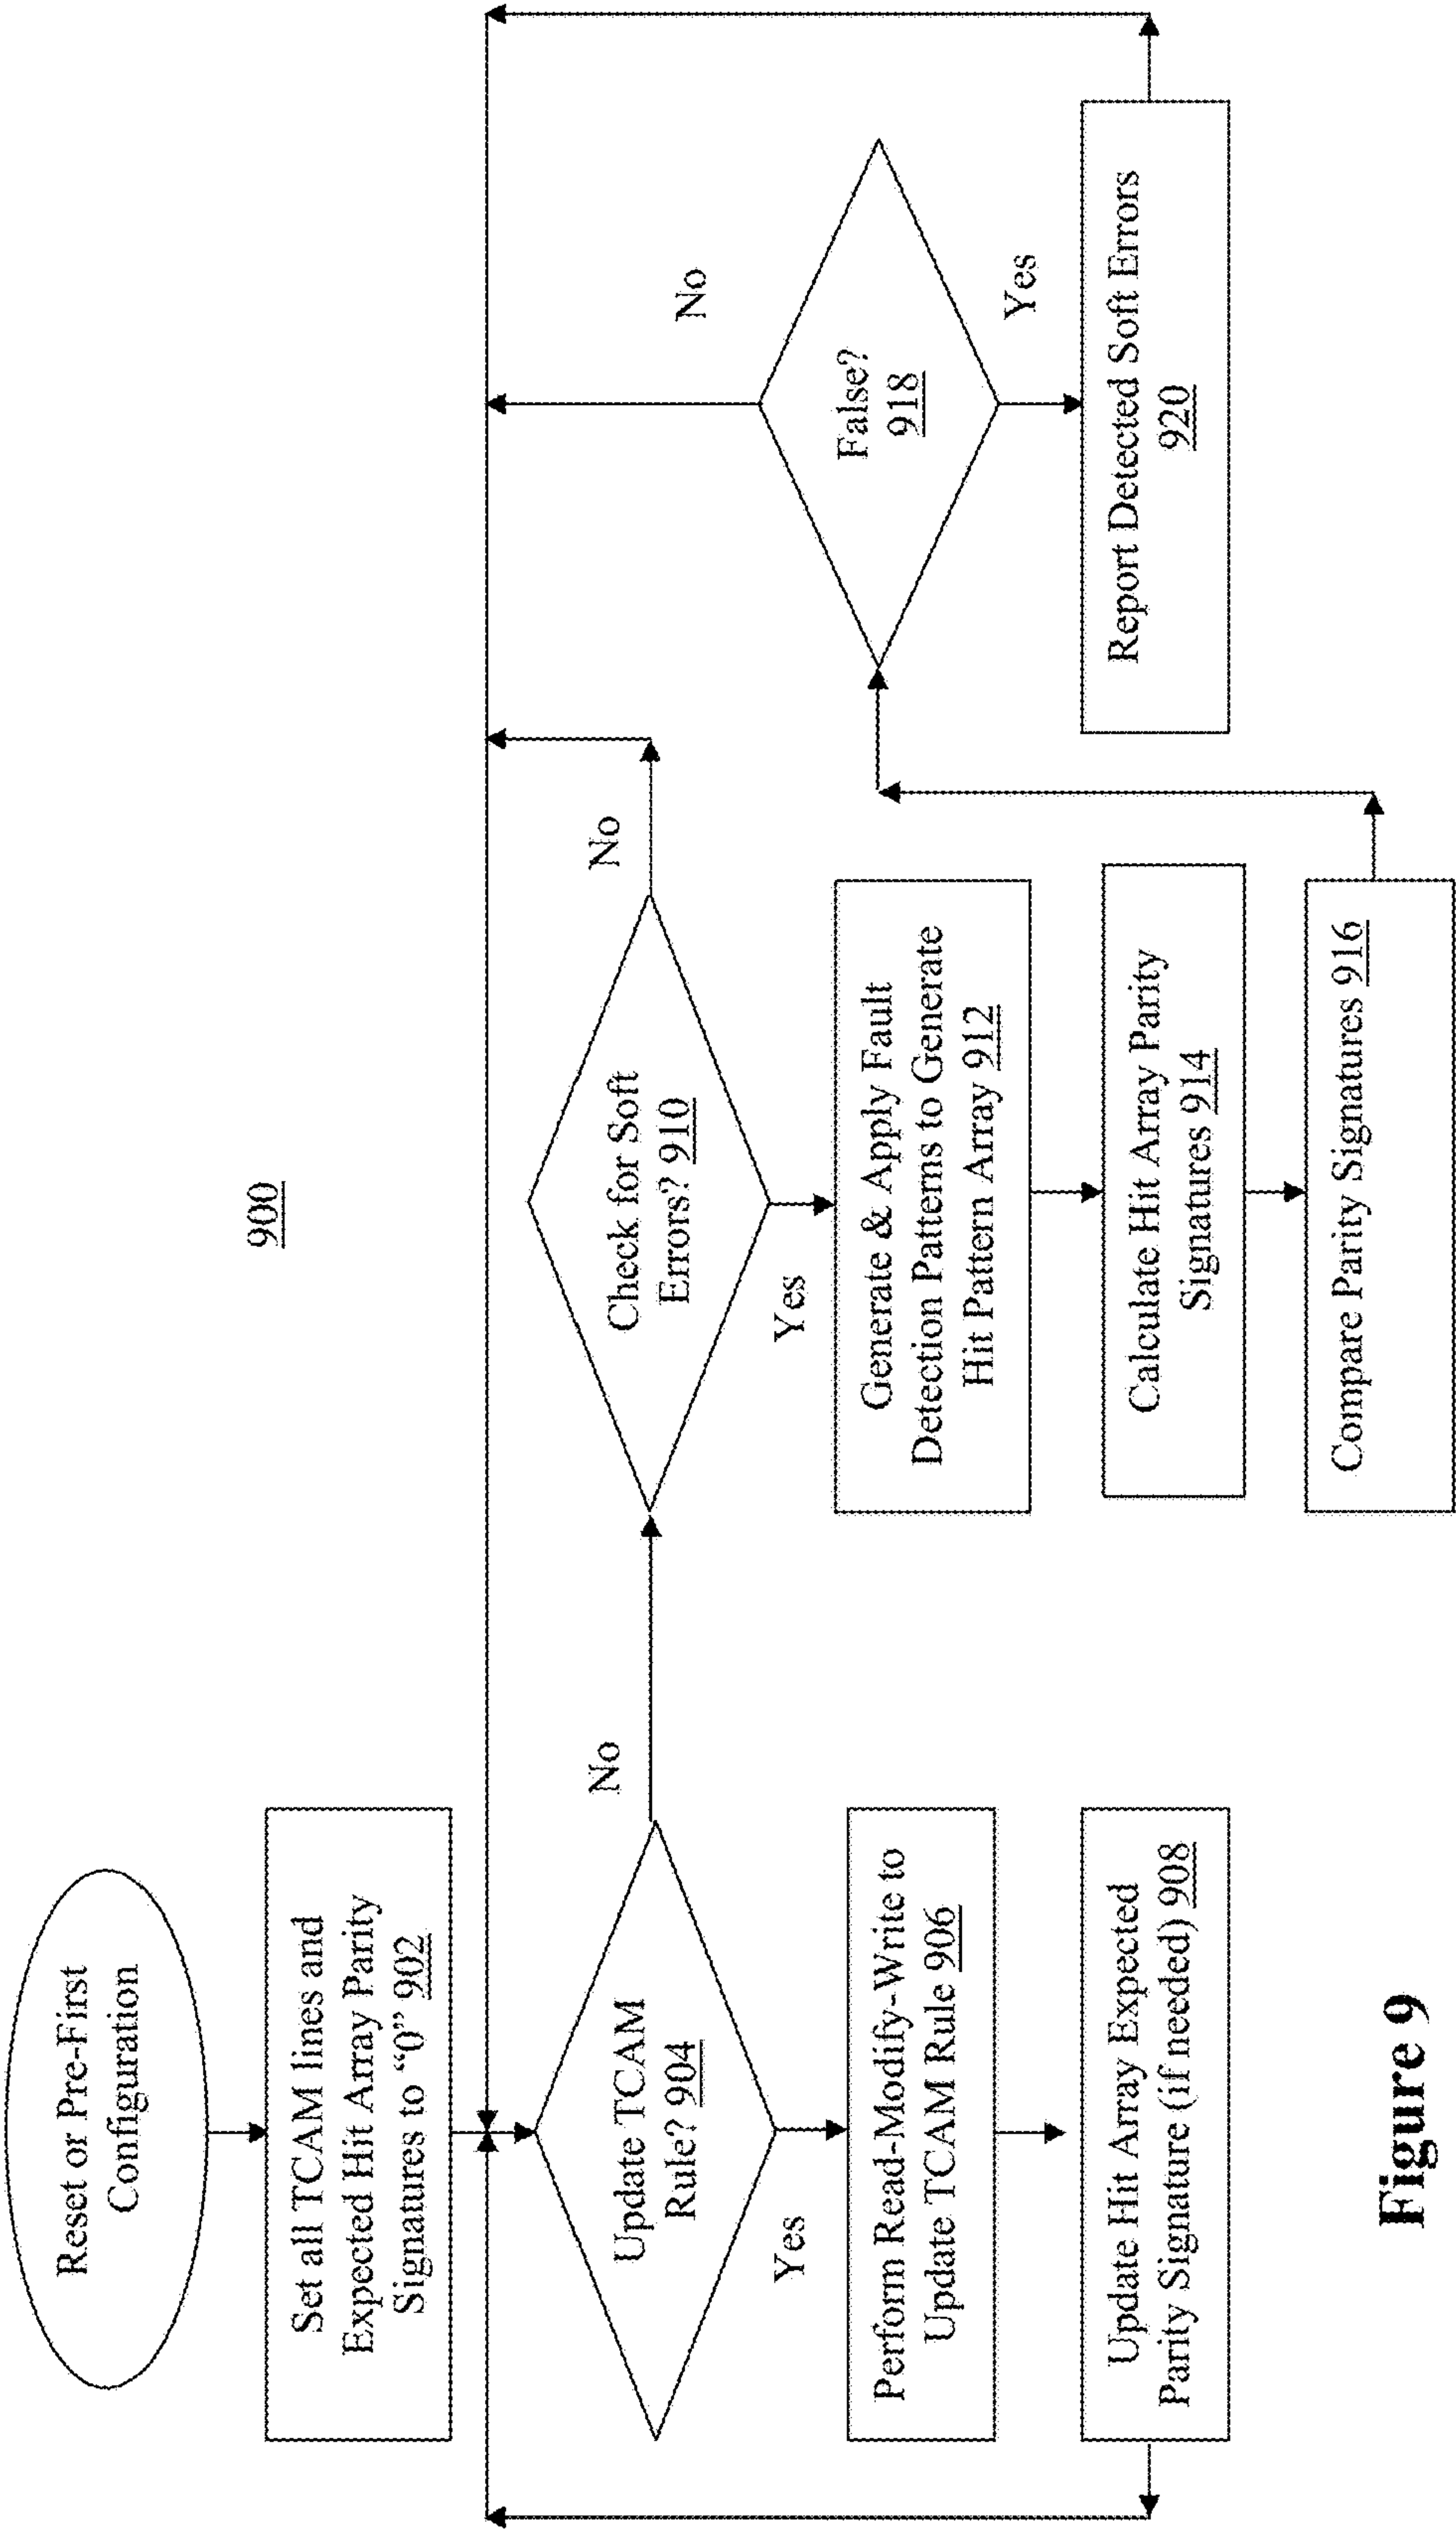 900
Reset or Pre-First
Configuration
Set all TCAM lines and
Expected Hit Array Parity
Signatures to “0” 902
Update TCAM
Rule? 904
No
Yes
Perform Read-Modify-Write to
Update TCAM Rule 906
Update Hit Array Expected
Parity Signature (if needed) 908
Check for Soft
Errors? 910
No
Yes
Generate & Apply Fault
Detection Patterns to Generate
Hit Pattern Array 912
Calculate Hit Array Parity
Signatures 914
Compare Parity Signatures 916
False?
918
No
Yes
Report Detected Soft Errors
920
Figure 9